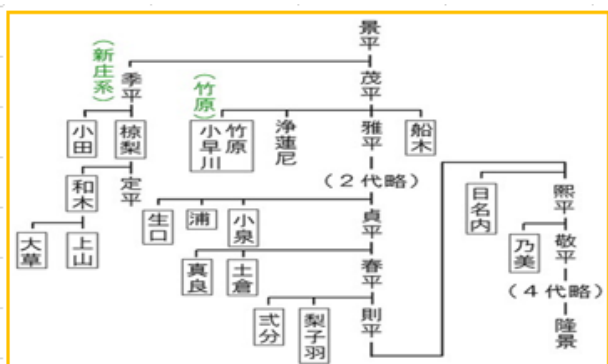 景平
（新庄系）
季平
（竹原）
茂平
小田
椋梨
竹原
小早川
浄蓮尼
雅平
船木
和木
定平
（２代略）
日名内
煕平
大草
上山
生口
浦
小泉
貞平
乃美
敬平
真良
土倉
春平
（４代略）
弐分
梨子羽
則平
隆景